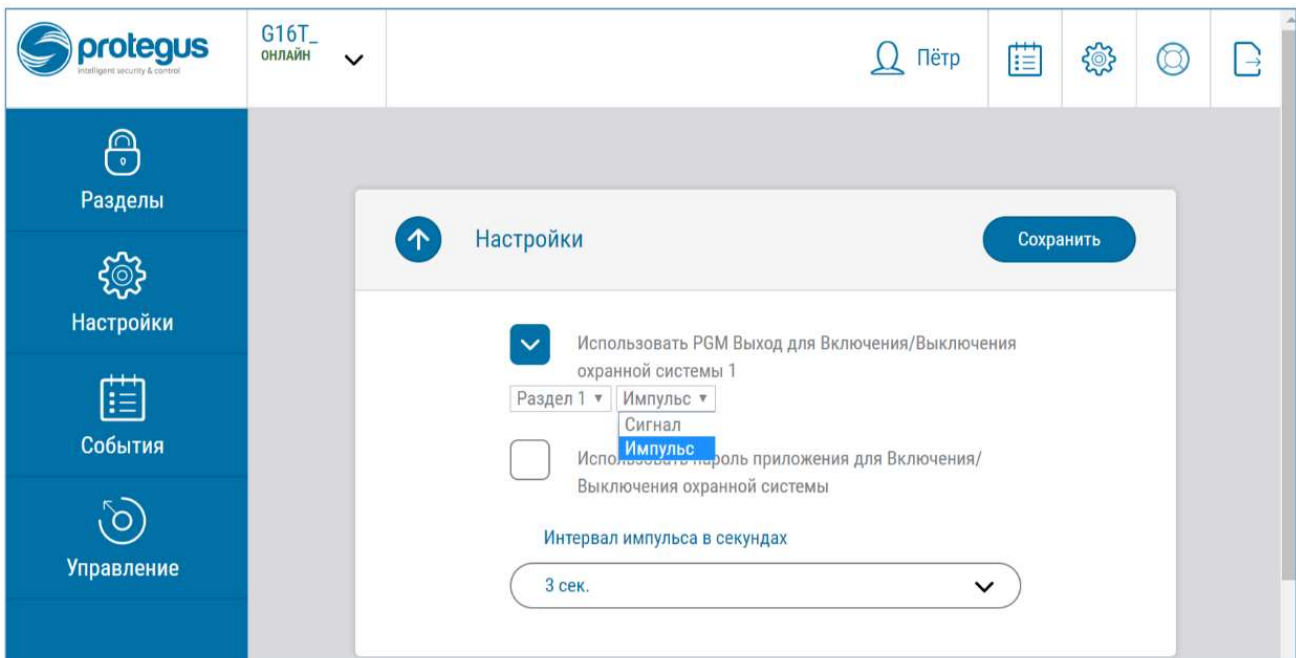 protegus
intelligent security & control
G16T_
ОНЛАЙН
Пётр
Разделы
Настройки
События
Управление
Настройки
Сохранить
Использовать PGM Выход для Включения/Выключения
охранной системы 1
Раздел 1 Импульс
Сигнал
Импульс
Использовать пароль приложения для Включения/
Выключения охранной системы
Интервал импульса в секундах
3 сек.